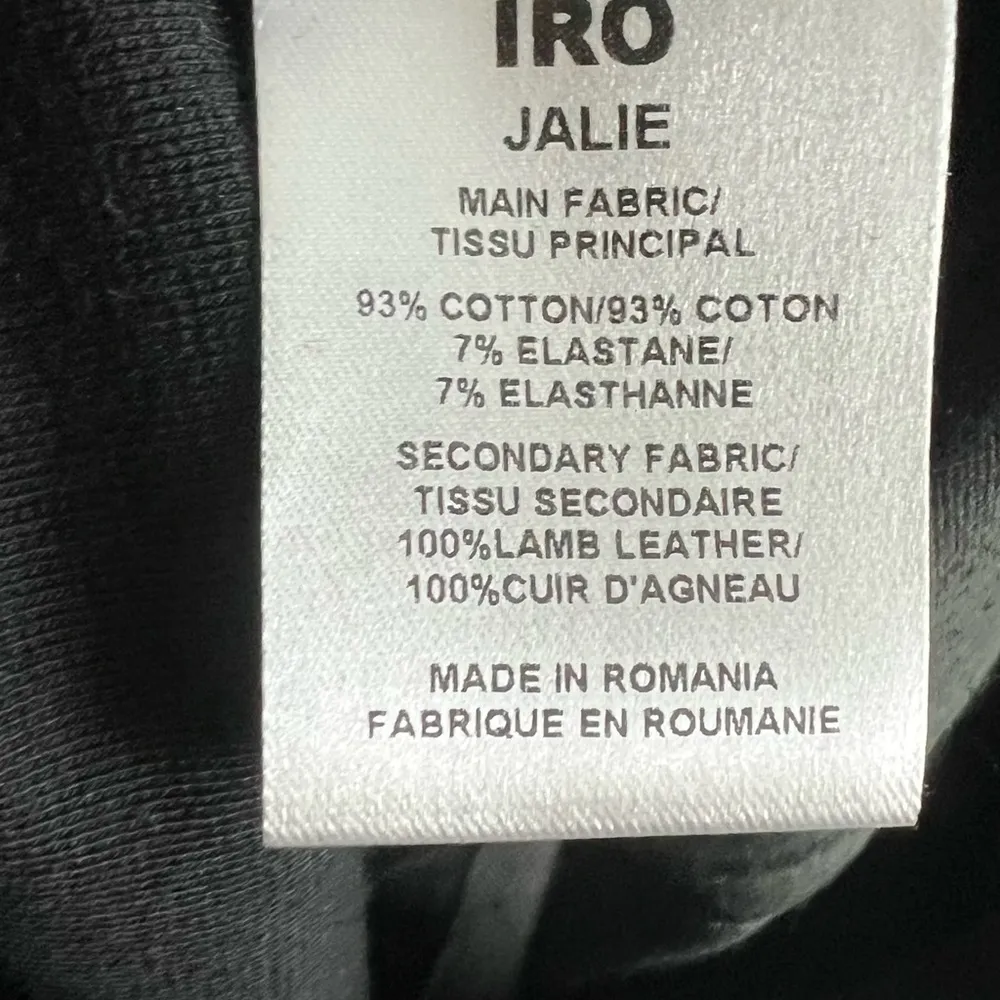 IRO
JALIE
MAIN FABRIC/
TISSU PRINCIPAL
93% COTTON/93% COTON
7% ELASTANE/
7% ELASTHANNE
SECONDARY FABRIC/
TISSU SECONDAIRE
100%LAMB LEATHER/
100%CUIR D'AGNEAU
MADE IN ROMANIA
FABRIQUE EN ROUMANIE